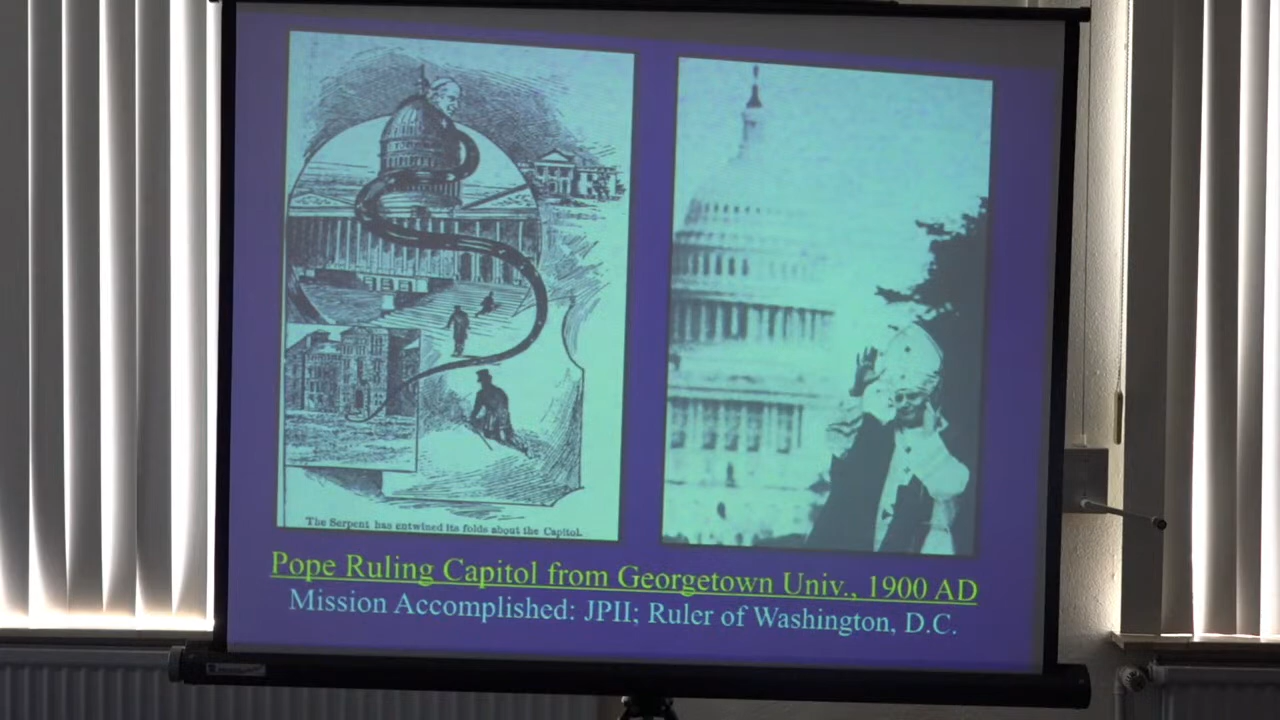 The Serpent has entwined its folds about the Capitol.
Pope Ruling Capitol from Georgetown Univ., 1900 AD
Mission Accomplished: JPII; Ruler of Washington, D.C.